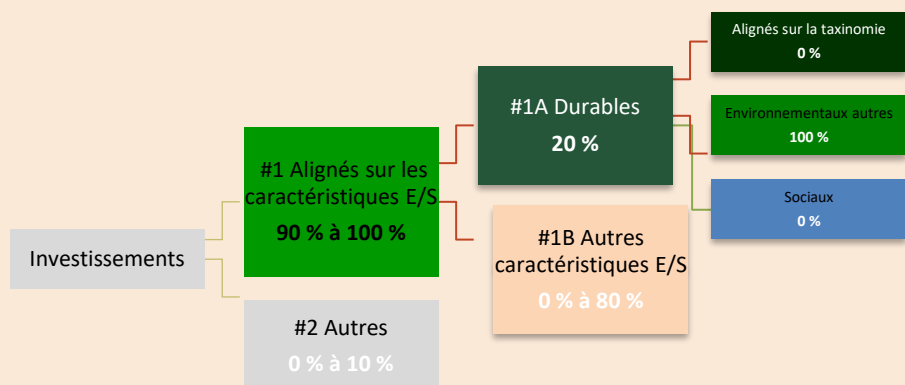 Investissements
#1 Alignés sur les
caractéristiques E/S
90 % à 100 %
#2 Autres
0 % à 10 %
#1A Durables
20 %
#1B Autres
caractéristiques E/S
0 % à 80 %
Alignés sur la taxinomie
0 %
Environnementaux autres
100 %
Sociaux
0 %